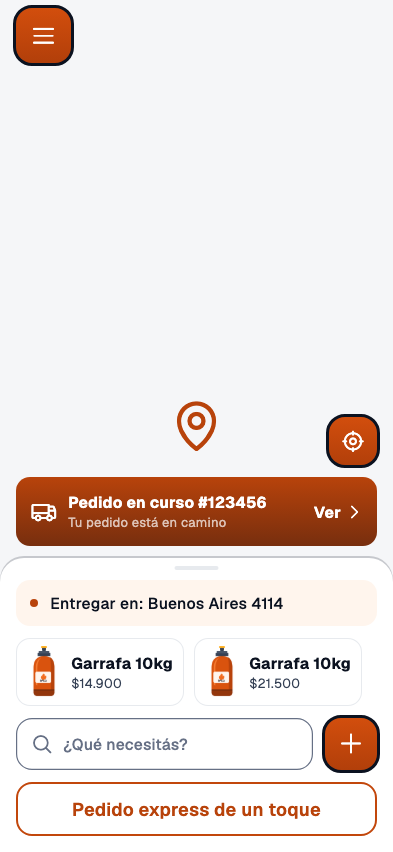 Pedido en curso #123456
Tu pedido está en camino
Ver
Entregar en: Buenos Aires 4114
Garrafa 10kg
$14.900
Garrafa 10kg
$21.500
¿Qué necesitás?
Pedido express de un toque